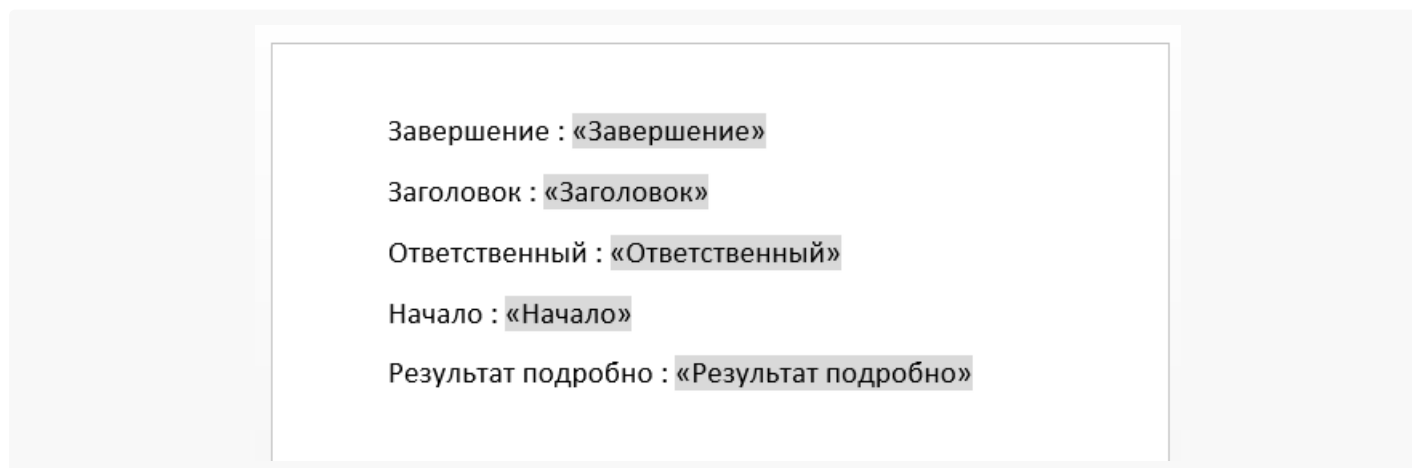 Завершение : «Завершение»
Заголовок : «Заголовок»
Ответственный : «Ответственный»
Начало : «Начало»
Результат подробно : «Результат подробно»